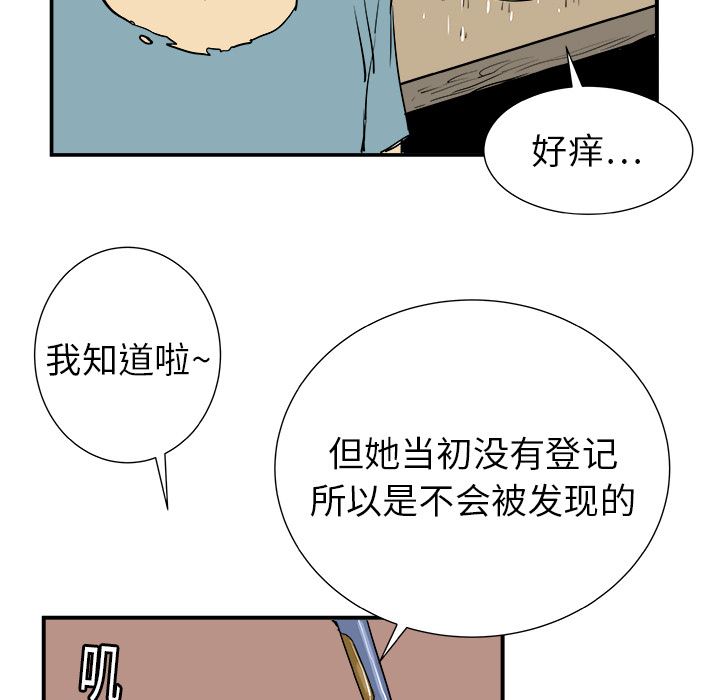 好痒...
我知道啦~
但她当初没有登记
所以是不会被发现的
叽